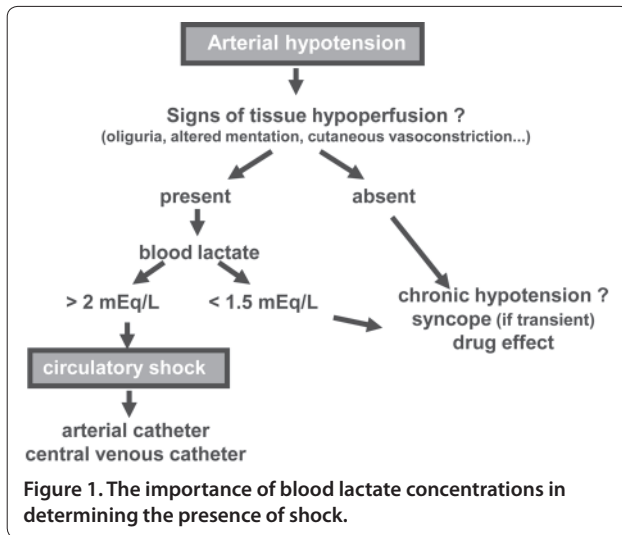 Arterial hypotension
Signs of tissue hypoperfusion ?
(oliguria, altered mentation, cutaneous vasoconstriction...)
present
absent
blood lactate
> 2 mEq/L
< 1.5 mEq/L
chronic hypotension ?
syncope (if transient)
drug effect
circulatory shock
arterial catheter
central venous catheter
Figure 1. The importance of blood lactate concentrations in
determining the presence of shock.